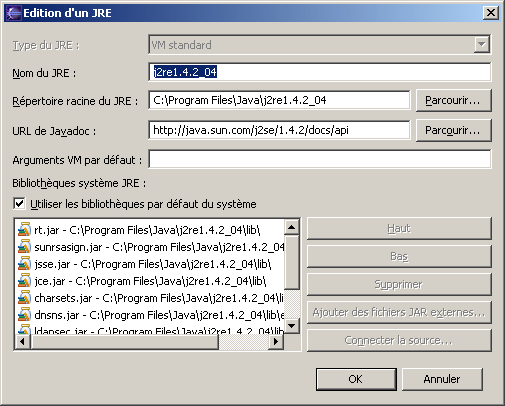 Edition d'un JRE
Type du JRE :
VM standard
Nom du JRE :
j2re1.4.2_04
Répertoire racine du JRE :
C:\Program Files\Java\j2re1.4.2_04
Parcourir...
URL de Javadoc :
http://java.sun.com/j2se/1.4.2/docs/api
Parcourir...
Arguments VM par défaut :
Bibliothèques système JRE :
Utiliser les bibliothèques par défaut du système
rt.jar - C:\Program Files\Java\j2re1.4.2_04\lib\
sunrsasign.jar - C:\Program Files\Java\j2re1.4.2_04
jsse.jar - C:\Program Files\Java\j2re1.4.2_04\lib\
jce.jar - C:\Program Files\Java\j2re1.4.2_04\lib\
charsets.jar - C:\Program Files\Java\j2re1.4.2_04\l
dnsns.jar - C:\Program Files\Java\j2re1.4.2_04\lib\e
ldapsec.jar - C:\Program Files\Java\j2re1.4.2_04\lib
Haut
Bas
Supprimer
Ajouter des fichiers JAR externes...
Connecter la source...
OK
Annuler